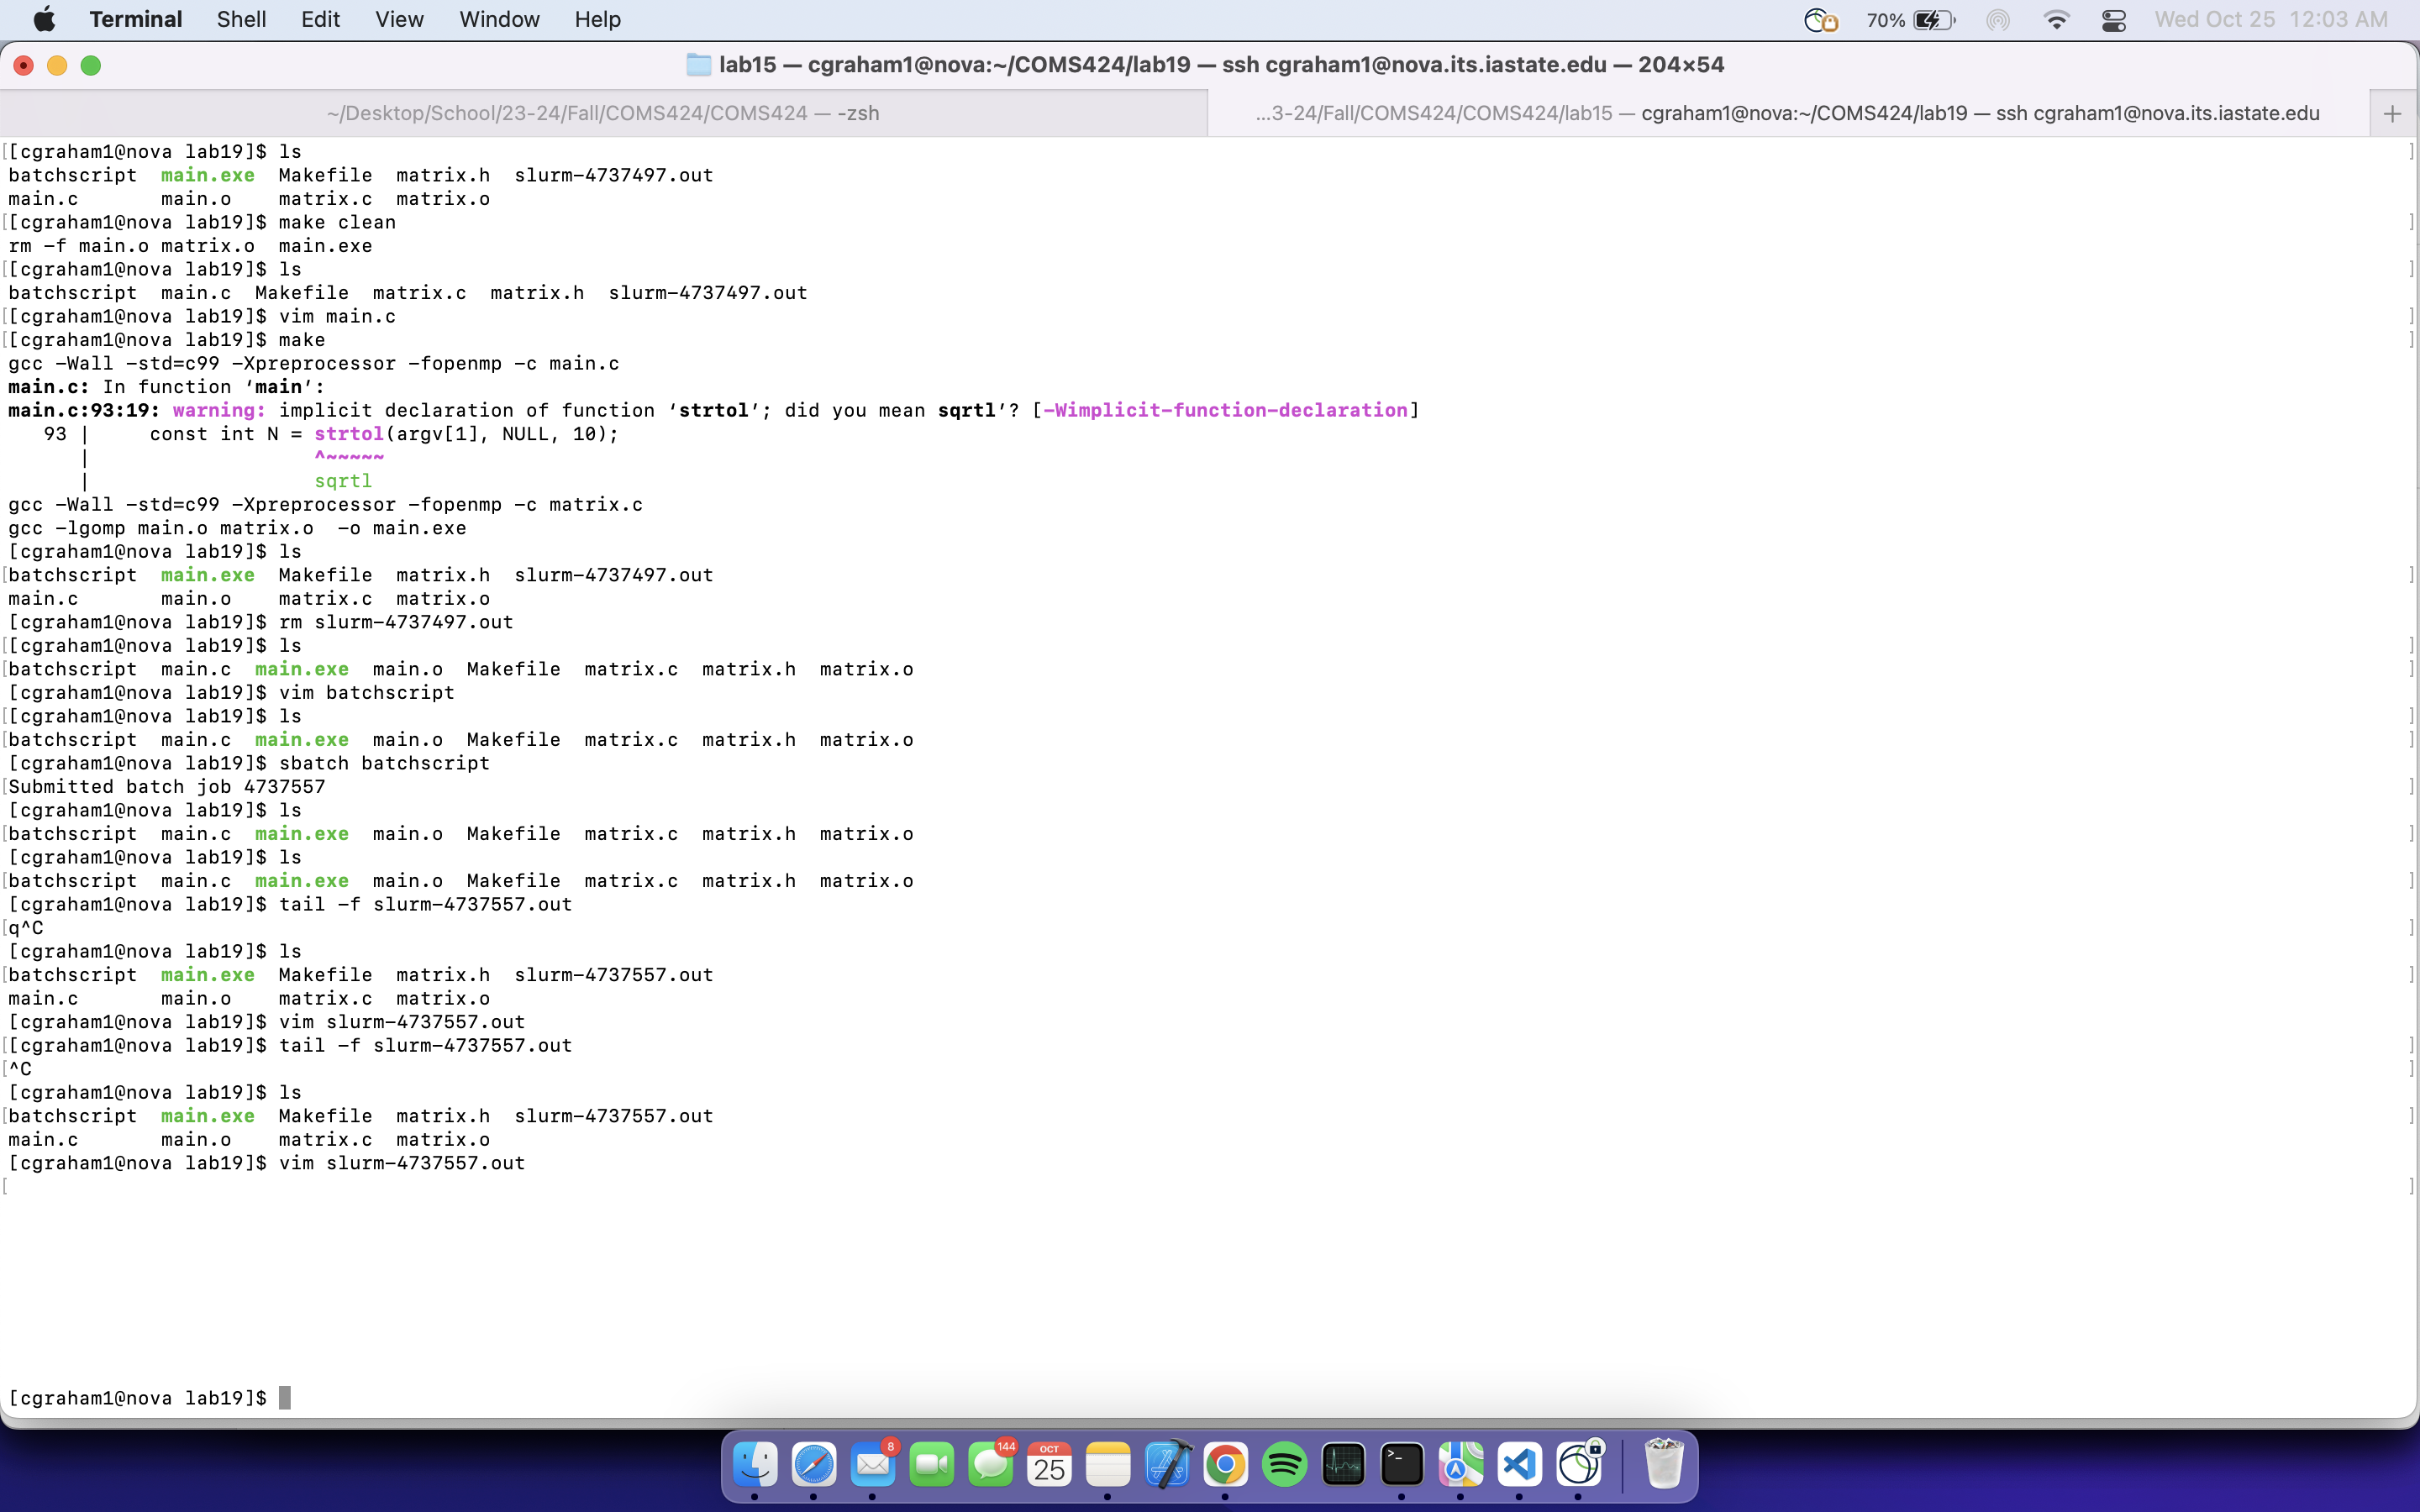 Terminal Shell Edit View Window Help 70% Wed Oct 25 12:03 AM
lab15 — cgraham1@nova:~/COMS424/lab19 — ssh cgraham1@nova.its.iastate.edu — 204×54
~/Desktop/School/23-24/Fall/COMS424/COMS424 — -zsh
...3-24/Fall/COMS424/COMS424/lab15 — cgraham1@nova:~/COMS424/lab19 — ssh cgraham1@nova.its.iastate.edu +
[[cgraham1@nova lab19]$ ls ]
batchscript  main.exe  Makefile  matrix.h  slurm-4737497.out
main.c       main.o    matrix.c  matrix.o
[[cgraham1@nova lab19]$ make clean ]
rm -f main.o matrix.o  main.exe
[[cgraham1@nova lab19]$ ls ]
batchscript  main.c  Makefile  matrix.c  matrix.h  slurm-4737497.out
[[cgraham1@nova lab19]$ vim main.c ]
[[cgraham1@nova lab19]$ make ]
gcc -Wall -std=c99 -Xpreprocessor -fopenmp -c main.c
main.c: In function ‘main’:
main.c:93:19: warning: implicit declaration of function ‘strtol’; did you mean sqrtl’? [-Wimplicit-function-declaration]
   93 |     const int N = strtol(argv[1], NULL, 10);
      |                   ^~~~~~
      |                   sqrtl
gcc -Wall -std=c99 -Xpreprocessor -fopenmp -c matrix.c
gcc -lgomp main.o matrix.o  -o main.exe
[cgraham1@nova lab19]$ ls
[batchscript  main.exe  Makefile  matrix.h  slurm-4737497.out ]
main.c       main.o    matrix.c  matrix.o
[cgraham1@nova lab19]$ rm slurm-4737497.out
[[cgraham1@nova lab19]$ ls ]
[batchscript  main.c  main.exe  main.o  Makefile  matrix.c  matrix.h  matrix.o ]
[cgraham1@nova lab19]$ vim batchscript
[[cgraham1@nova lab19]$ ls ]
[batchscript  main.c  main.exe  main.o  Makefile  matrix.c  matrix.h  matrix.o ]
[cgraham1@nova lab19]$ sbatch batchscript
[Submitted batch job 4737557 ]
[cgraham1@nova lab19]$ ls
[batchscript  main.c  main.exe  main.o  Makefile  matrix.c  matrix.h  matrix.o ]
[cgraham1@nova lab19]$ ls
[batchscript  main.c  main.exe  main.o  Makefile  matrix.c  matrix.h  matrix.o ]
[cgraham1@nova lab19]$ tail -f slurm-4737557.out
[q^C ]
[cgraham1@nova lab19]$ ls
[batchscript  main.exe  Makefile  matrix.h  slurm-4737557.out ]
main.c       main.o    matrix.c  matrix.o
[cgraham1@nova lab19]$ vim slurm-4737557.out
[[cgraham1@nova lab19]$ tail -f slurm-4737557.out ]
[^C ]
[cgraham1@nova lab19]$ ls
[batchscript  main.exe  Makefile  matrix.h  slurm-4737557.out ]
main.c       main.o    matrix.c  matrix.o
[cgraham1@nova lab19]$ vim slurm-4737557.out
[ ]
[cgraham1@nova lab19]$
8 144 OCT 25 >_